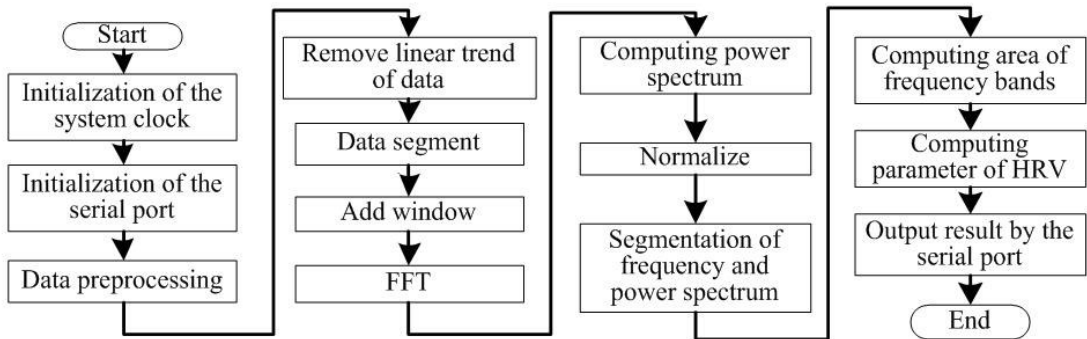 Start
Initialization of the
system clock
Initialization of the
serial port
Data preprocessing
Remove linear trend
of data
Data segment
Add window
FFT
Computing power
spectrum
Normalize
Segmentation of
frequency and
power spectrum
Computing area of
frequency bands
Computing
parameter of HRV
Output result by the
serial port
End